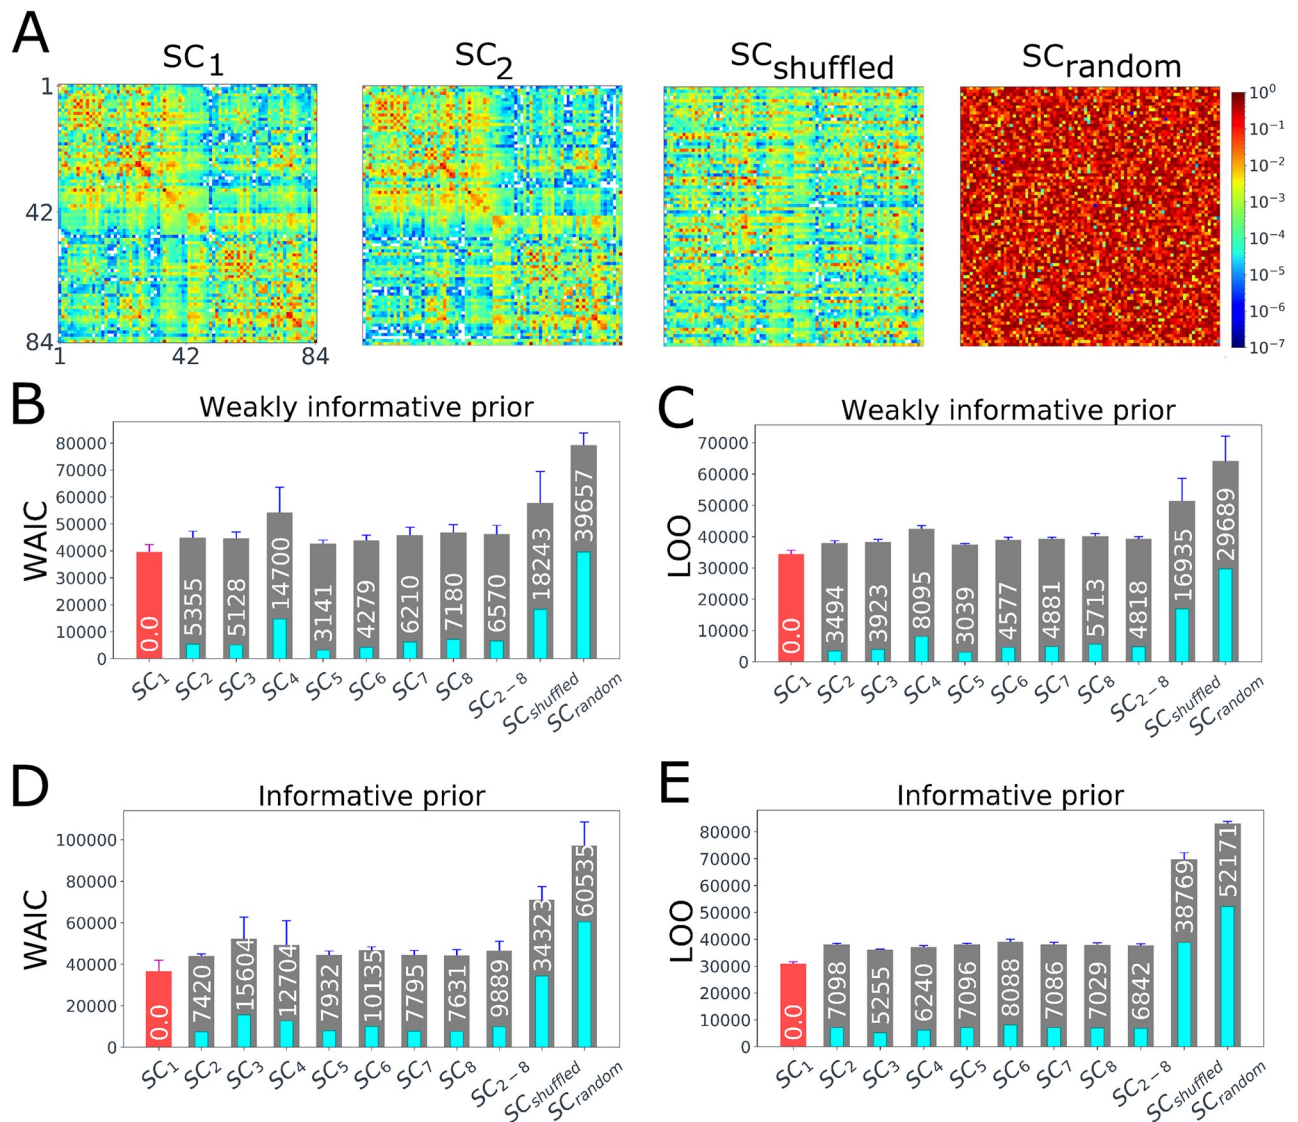 A
SC1 SC2 SCshuffled SCrandom
1
42
84
1 42 84
10^0
10^-1
10^-2
10^-3
10^-4
10^-5
10^-6
10^-7
B
Weakly informative prior
WAIC
80000
70000
60000
50000
40000
30000
20000
10000
0
0.0 5355 5128 14700 3141 4279 6210 7180 6570 18243 39657
SC1 SC2 SC3 SC4 SC5 SC6 SC7 SC8 SC2−8 SCshuffled SCrandom
C
Weakly informative prior
LOO
70000
60000
50000
40000
30000
20000
10000
0
0.0 3494 3923 8095 3039 4577 4881 5713 4818 16935 29689
SC1 SC2 SC3 SC4 SC5 SC6 SC7 SC8 SC2−8 SCshuffled SCrandom
D
Informative prior
WAIC
100000
80000
60000
40000
20000
0
0.0 7420 15604 12704 7932 10135 7795 7631 9889 34323 60535
SC1 SC2 SC3 SC4 SC5 SC6 SC7 SC8 SC2−8 SCshuffled SCrandom
E
Informative prior
LOO
80000
70000
60000
50000
40000
30000
20000
10000
0
0.0 7098 5255 6240 7096 8088 7086 7029 6842 38769 52171
SC1 SC2 SC3 SC4 SC5 SC6 SC7 SC8 SC2−8 SCshuffled SCrandom